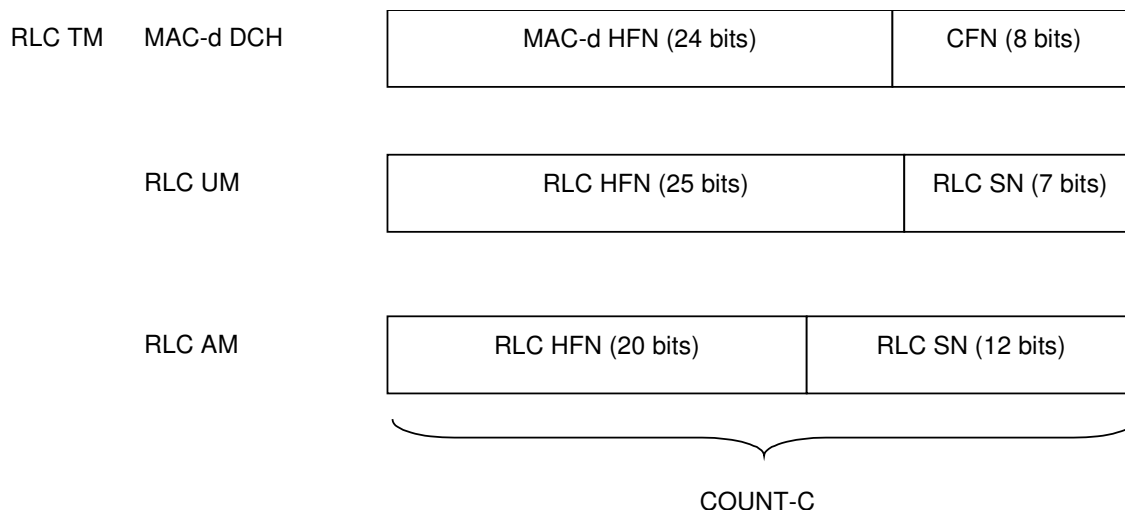 RLC TM MAC-d DCH MAC-d HFN (24 bits) CFN (8 bits)
RLC UM RLC HFN (25 bits) RLC SN (7 bits)
RLC AM RLC HFN (20 bits) RLC SN (12 bits)
COUNT-C